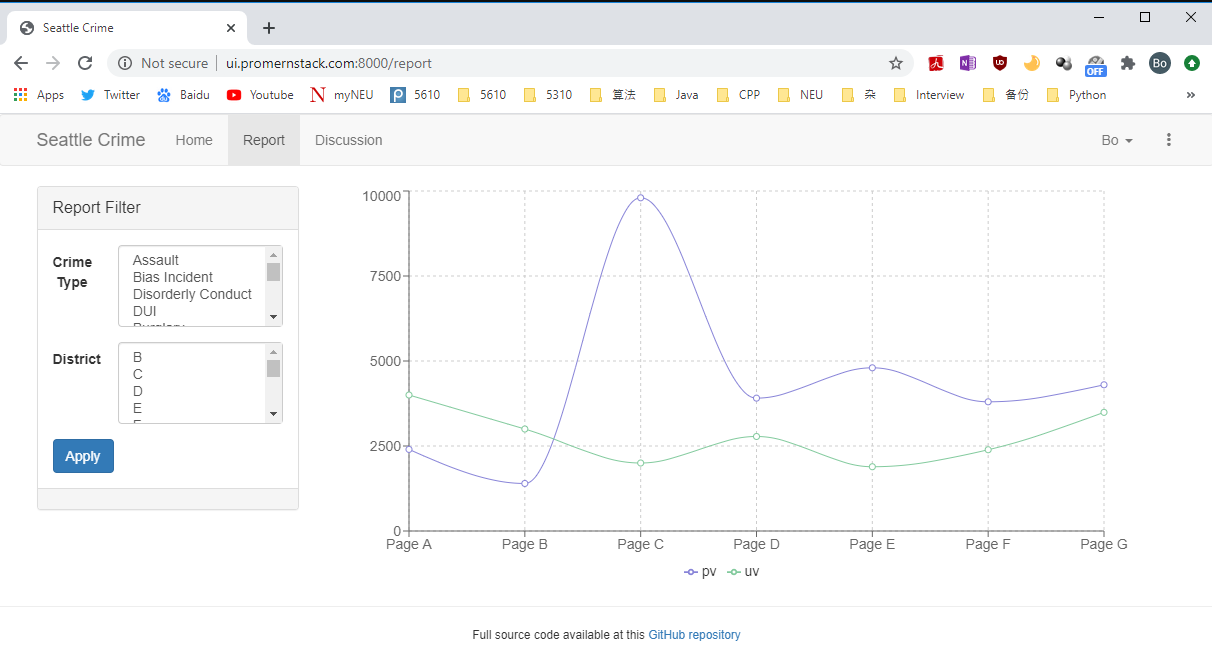 Seattle Crime
Not secure | ui.promernstack.com:8000/report
OFF
Bo
Apps Twitter Baidu Youtube myNEU 5610 5610 5310 算法 Java CPP NEU 杂 Interview 备份 Python »
Seattle Crime Home Report Discussion Bo
Report Filter
Crime Type
Assault
Bias Incident
Disorderly Conduct
DUI
Burglary
District
B
C
D
E
Apply
10000
7500
5000
2500
0
Page A Page B Page C Page D Page E Page F Page G
pv uv
Full source code available at this GitHub repository